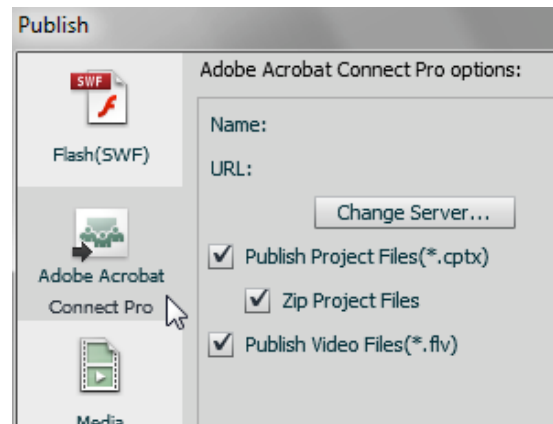 Publish
SWF
Flash(SWF)
Adobe Acrobat
Connect Pro
Media
Adobe Acrobat Connect Pro options:
Name:
URL:
Change Server...
Publish Project Files(*.cptx)
Zip Project Files
Publish Video Files(*.flv)